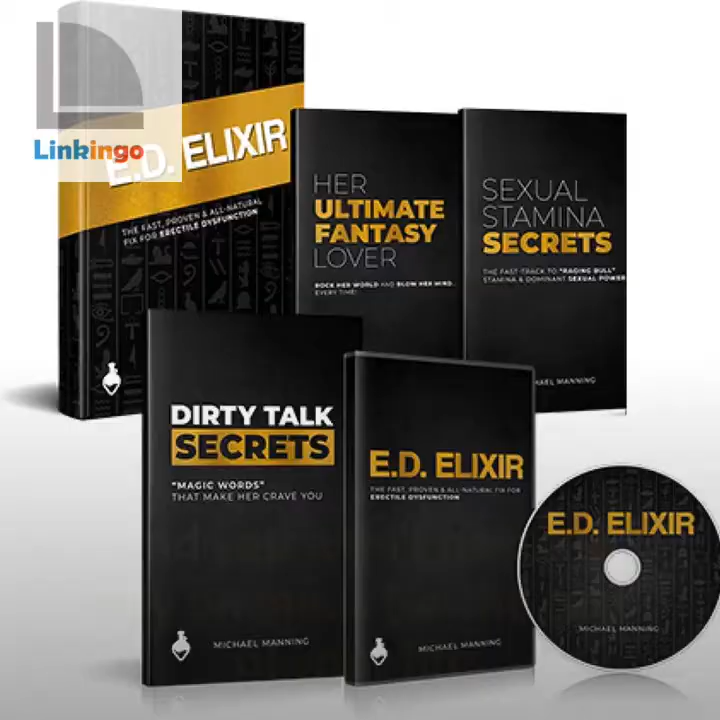 Linkingo
E.D. ELIXIR
THE FAST, PROVEN & ALL-NATURAL
FIX FOR ERECTILE DYSFUNCTION
HER
ULTIMATE
FANTASY
LOVER
ROCK HER WORLD AND BLOW HER MIND.
EVERY TIME!
SEXUAL
STAMINA
SECRETS
THE FAST-TRACK TO "RAGING BULL"
STAMINA & DOMINANT SEXUAL POWER
HAEL MANNING
DIRTY TALK
SECRETS
"MAGIC WORDS"
THAT MAKE HER CRAVE YOU
MICHAEL MANNING
E.D. ELIXIR
THE FAST, PROVEN & ALL-NATURAL FIX FOR
ERECTILE DYSFUNCTION
MICHAEL MANNING
E.D. ELIXIR
MICHAEL MANNING